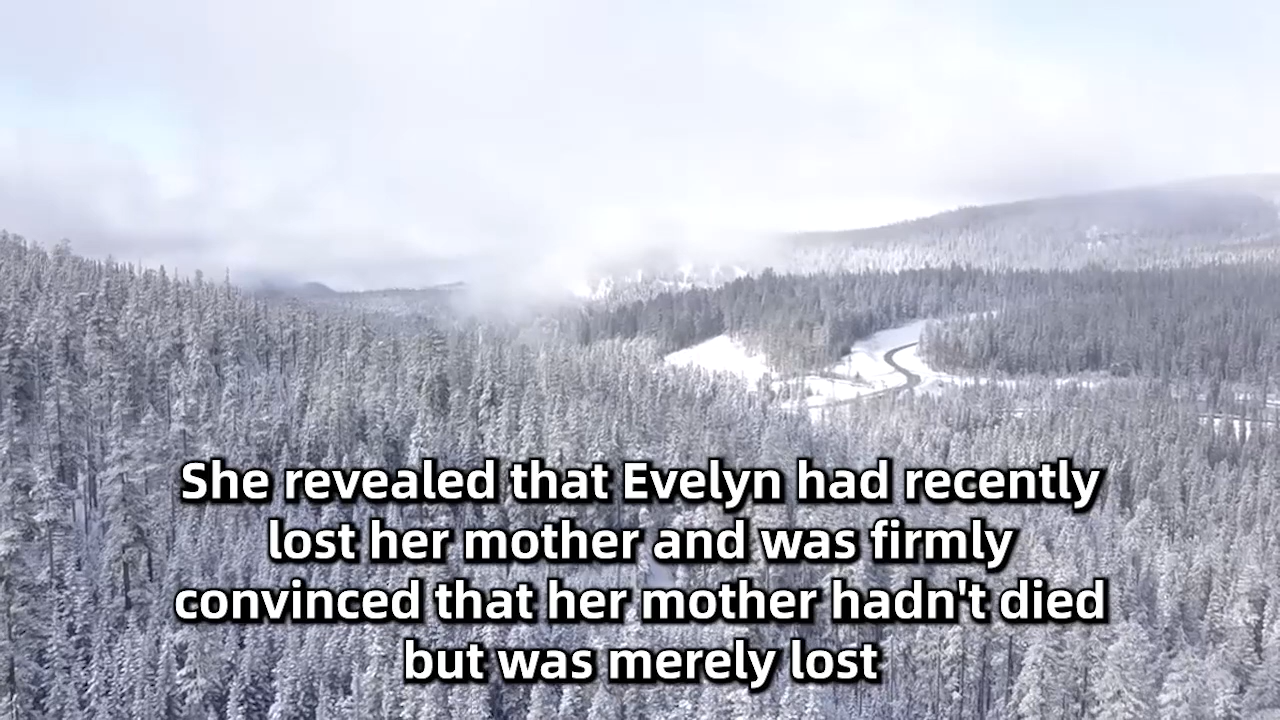 She revealed that Evelyn had recently
lost her mother and was firmly
convinced that her mother hadn't died
but was merely lost